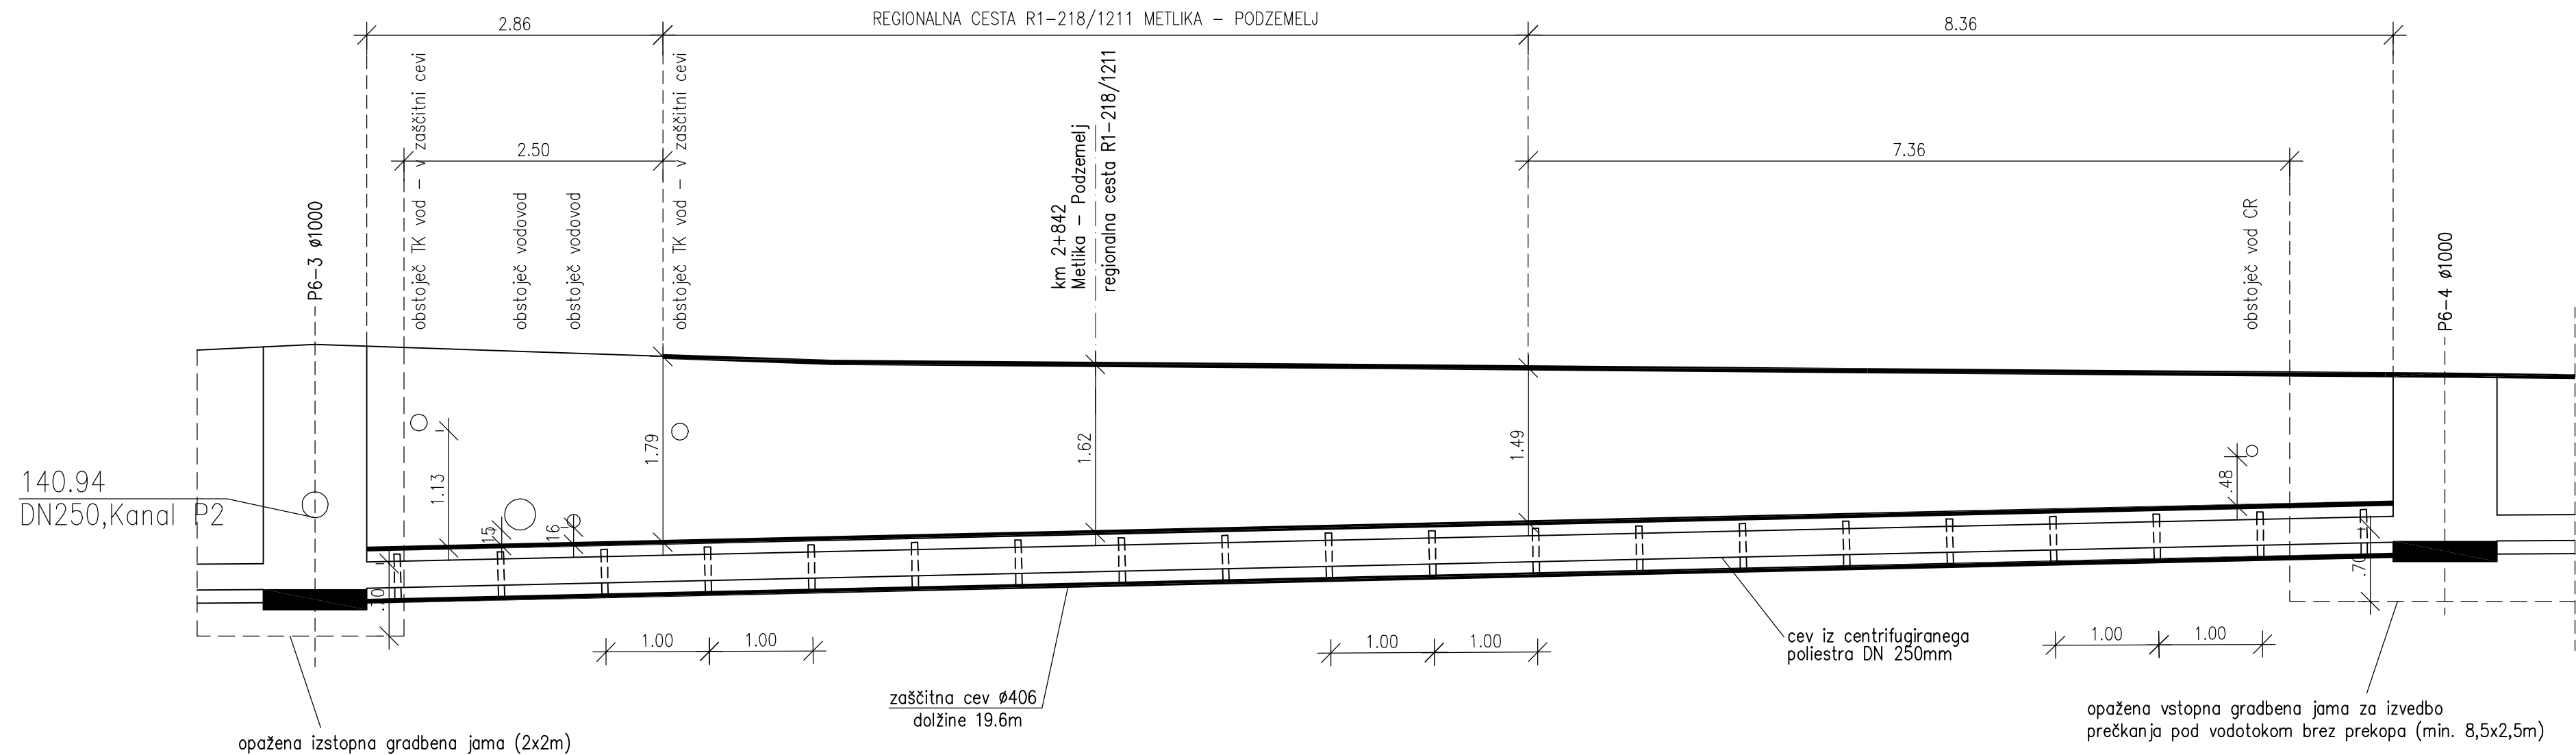 REGIONALNA CESTA R1-218/1211 METLIKA - PODZEMELJ
2.86
8.36
2.50
7.36
P6-3 ø1000
obstoječ TK vod - v zaščitni cevi
obstoječ vodovod
obstoječ vodovod
obstoječ TK vod - v zaščitni cevi
km 2+842
Metlika - Podzemelj
regionalna cesta R1-218/1211
obstoječ vod CR
P6-4 ø1000
140.94
DN250,Kanal P2
1.13
15
16
1.79
1.62
1.49
.48
.70
.70
1.00
1.00
1.00
1.00
1.00
1.00
cev iz centrifugiranega
poliestra DN 250mm
zaščitna cev Ø406
dolžine 19.6m
opažena izstopna gradbena jama (2x2m)
opažena vstopna gradbena jama za izvedbo
prečkanja pod vodotokom brez prekopa (min. 8,5x2,5m)